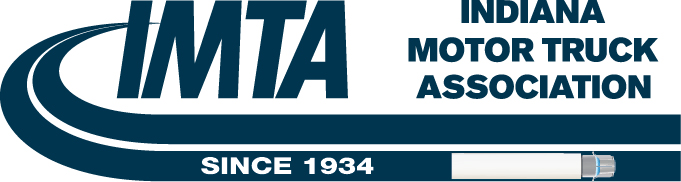 IMTA
INDIANA
MOTOR TRUCK
ASSOCIATION
SINCE 1934